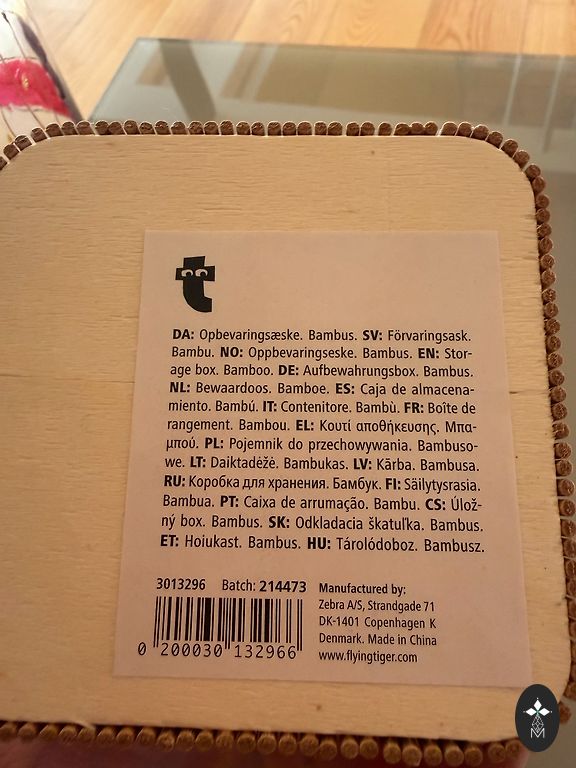 t
DA: Opbevaringsæske. Bambus. SV: Förvaringsask.
Bambu. NO: Oppbevaringseske. Bambus. EN: Stor-
age box. Bamboo. DE: Aufbewahrungsbox. Bambus.
NL: Bewaardoos. Bamboe. ES: Caja de almacena-
miento. Bambú. IT: Contenitore. Bambù. FR: Boîte de
rangement. Bambou. EL: Κουτί αποθήκευσης. Μπα-
μπού. PL: Pojemnik do przechowywania. Bambuso-
we. LT: Daiktadėžė. Bambukas. LV: Kārba. Bambusa.
RU: Коробка для хранения. Бамбук. FI: Säilytysrasia.
Bambua. PT: Caixa de arrumação. Bambu. CS: Úlož-
ný box. Bambus. SK: Odkladacia škatuľka. Bambus.
ET: Hoiukast. Bambus. HU: Tárolódoboz. Bambusz.
3013296 Batch: 214473
0 200030 132966
Manufactured by:
Zebra A/S, Strandgade 71
DK-1401 Copenhagen K
Denmark. Made in China
www.flyingtiger.com
M